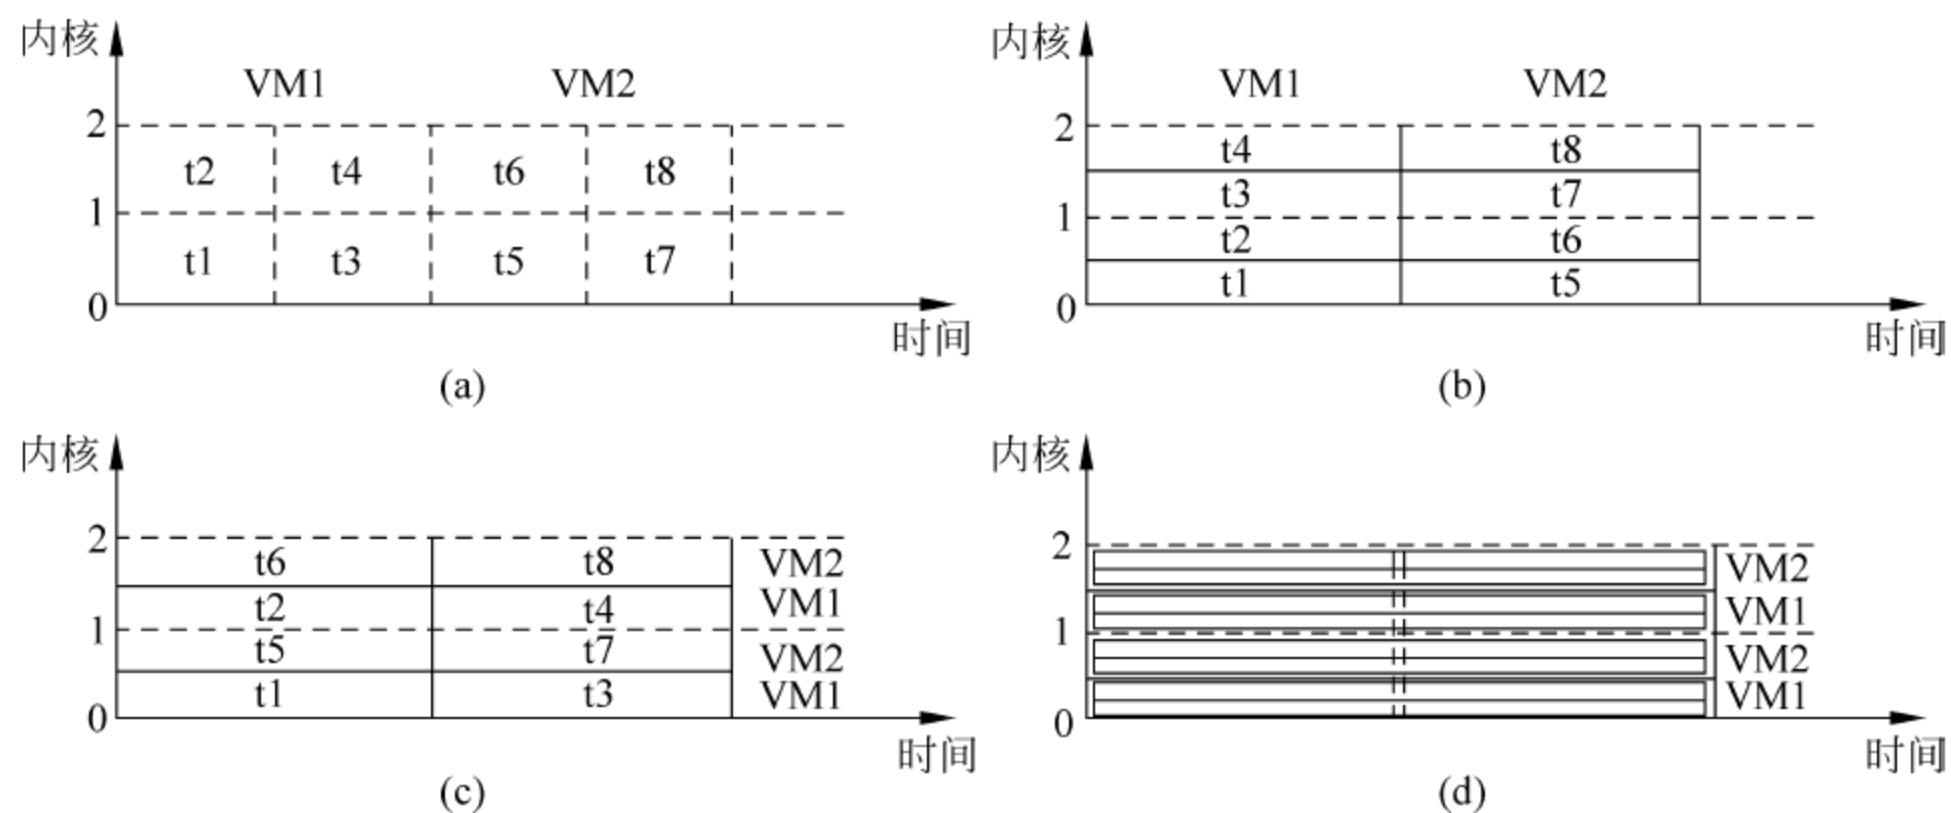 内核
VM1 VM2
2
t2 t4 t6 t8
1
t1 t3 t5 t7
0
时间
(a)
内核
VM1 VM2
2
t4 t8
t3 t7
1
t2 t6
t1 t5
0
时间
(b)
内核
2
t6 t8 VM2
t2 t4 VM1
1
t5 t7 VM2
t1 t3 VM1
0
时间
(c)
内核
2
VM2
VM1
1
VM2
VM1
0
时间
(d)